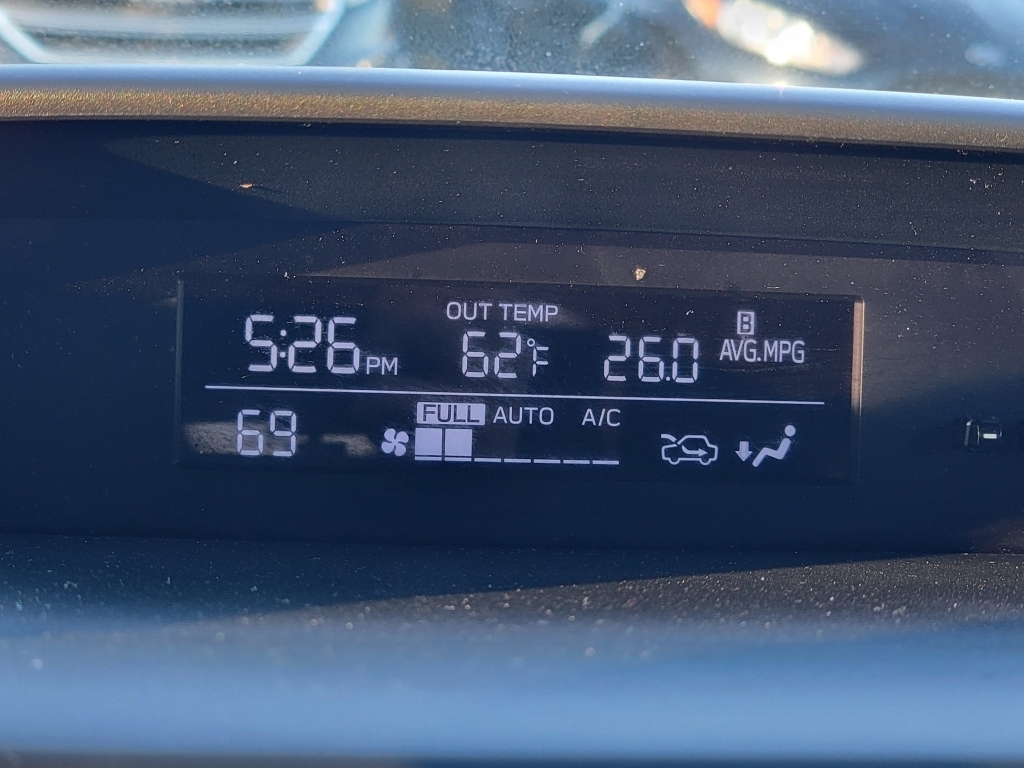 OUT TEMP B
5:26 PM 62°F 26.0 AVG.MPG
FULL AUTO A/C
69